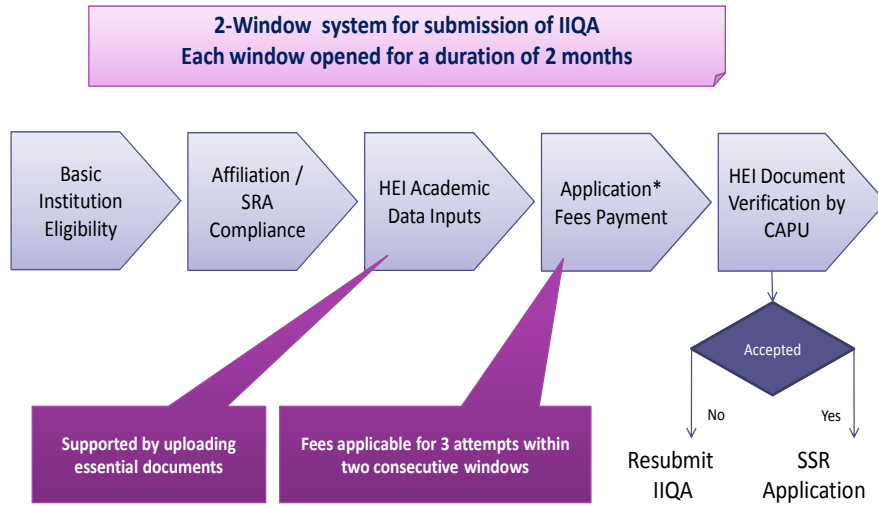 2-Window system for submission of IIQA
Each window opened for a duration of 2 months
Basic
Institution
Eligibility
Affiliation /
SRA
Compliance
HEI Academic
Data Inputs
Application*
Fees Payment
HEI Document
Verification by
CAPU
Accepted
No
Yes
Supported by uploading
essential documents
Fees applicable for 3 attempts within
two consecutive windows
Resubmit
IIQA
SSR
Application